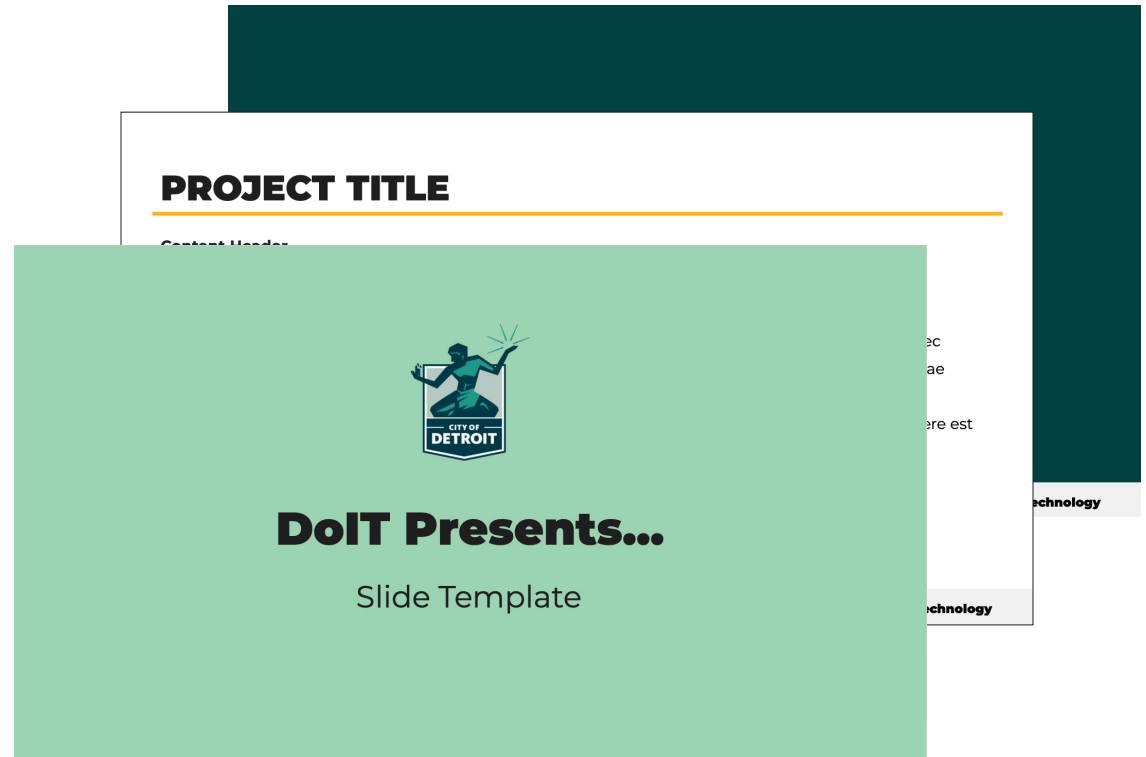 PROJECT TITLE
Content Header
ec
ae
ere est
echnology
CITY OF
DETROIT
DoIT Presents...
Slide Template
echnology